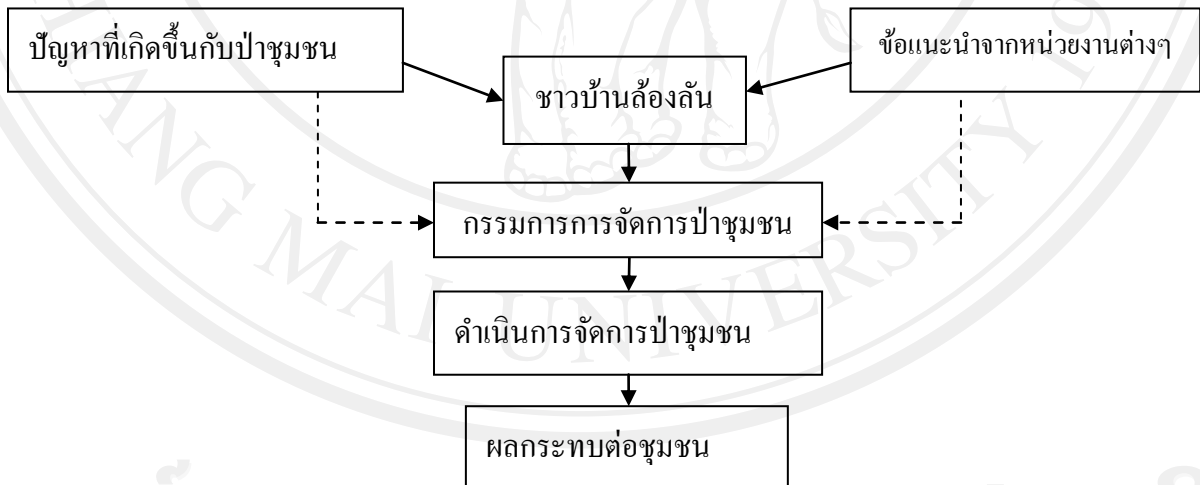 ปัญหาที่เกิดขึ้นกับป่าชุมชน
ข้อแนะนำจากหน่วยงานต่างๆ
ชาวบ้านล้องลัน
กรรมการการจัดการป่าชุมชน
ดำเนินการจัดการป่าชุมชน
ผลกระทบต่อชุมชน
ANG MAI UNIVERSITY 19